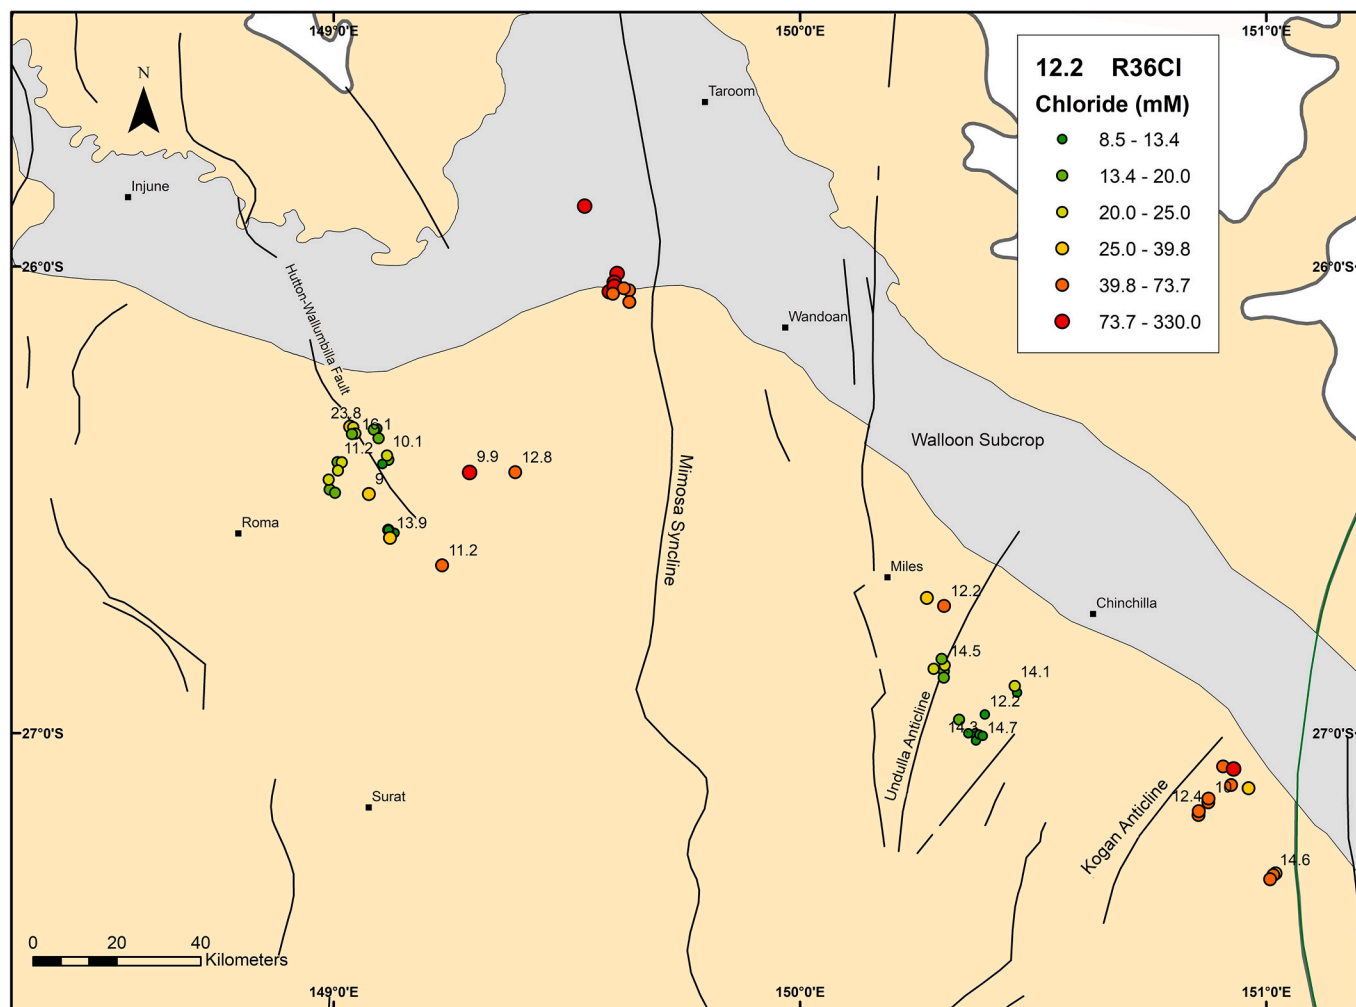 149°0'E
150°0'E
151°0'E
N
12.2 R36Cl
Chloride (mM)
8.5 - 13.4
13.4 - 20.0
20.0 - 25.0
25.0 - 39.8
39.8 - 73.7
73.7 - 330.0
Taroom
Injune
26°0'S
26°0'S
Hutton-Wallumbilla Fault
Wandoan
23.8
16.1
10.1
11.2
9
9.9
12.8
Walloon Subcrop
Mimosa Syncline
Roma
13.9
11.2
Miles
12.2
Chinchilla
14.5
14.1
12.2
14.3
14.7
Undulla Anticline
27°0'S
27°0'S
Surat
12.4
10
Kogan Anticline
14.6
0 20 40
Kilometers
149°0'E
150°0'E
151°0'E